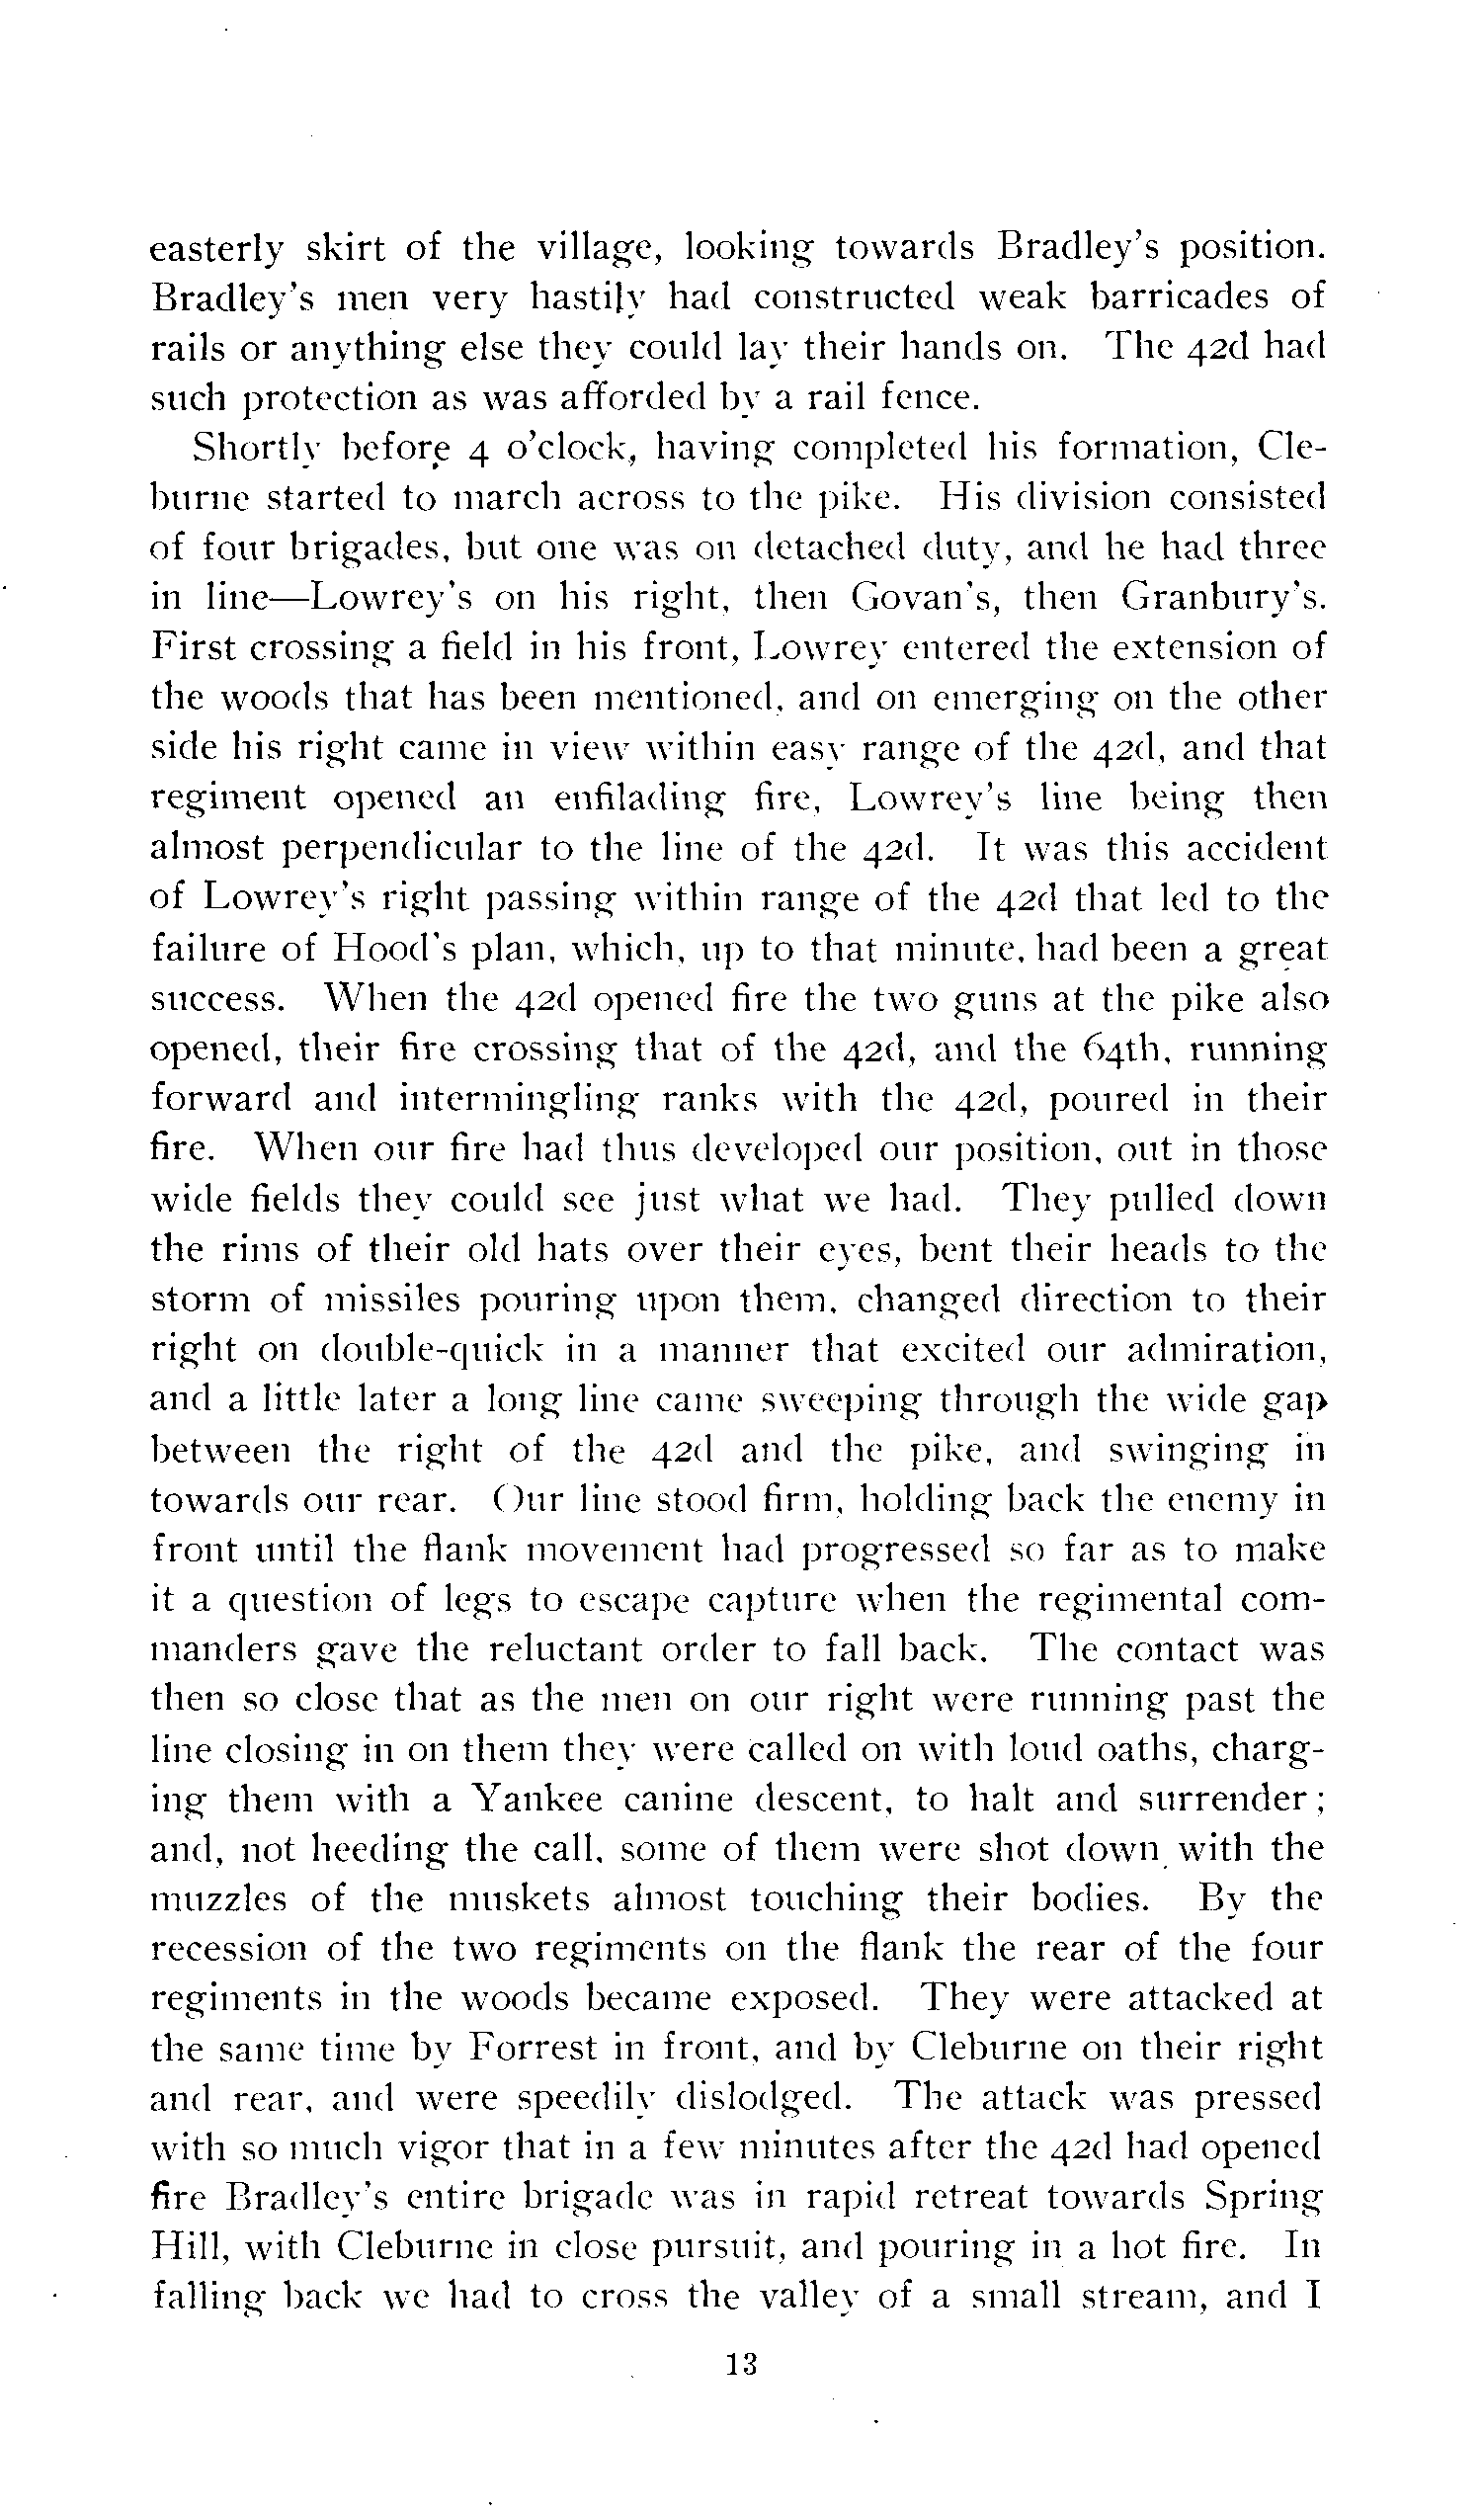 easterly skirt of the village, looking towards Bradley's position.
Bradley's men very hastily had constructed weak barricades of
rails or anything else they could lay their hands on. The 42d had
such protection as was afforded by a rail fence.
Shortly before 4 o'clock, having completed his formation, Cle-
burne started to march across to the pike. His division consisted
of four brigades, but one was on detached duty, and he had three
in line—Lowrey's on his right, then Govan's, then Granbury's.
First crossing a field in his front, Lowrey entered the extension of
the woods that has been mentioned, and on emerging on the other
side his right came in view within easy range of the 42d, and that
regiment opened an enfilading fire, Lowrey's line being then
almost perpendicular to the line of the 42d. It was this accident
of Lowrey's right passing within range of the 42d that led to the
failure of Hood's plan, which, up to that minute, had been a great
success. When the 42d opened fire the two guns at the pike also
opened, their fire crossing that of the 42d, and the 64th, running
forward and intermingling ranks with the 42d, poured in their
fire. When our fire had thus developed our position, out in those
wide fields they could see just what we had. They pulled down
the rims of their old hats over their eyes, bent their heads to the
storm of missiles pouring upon them, changed direction to their
right on double-quick in a manner that excited our admiration,
and a little later a long line came sweeping through the wide gap
between the right of the 42d and the pike, and swinging in
towards our rear. Our line stood firm, holding back the enemy in
front until the flank movement had progressed so far as to make
it a question of legs to escape capture when the regimental com-
manders gave the reluctant order to fall back. The contact was
then so close that as the men on our right were running past the
line closing in on them they were called on with loud oaths, charg-
ing them with a Yankee canine descent, to halt and surrender;
and, not heeding the call, some of them were shot down with the
muzzles of the muskets almost touching their bodies. By the
recession of the two regiments on the flank the rear of the four
regiments in the woods became exposed. They were attacked at
the same time by Forrest in front, and by Cleburne on their right
and rear, and were speedily dislodged. The attack was pressed
with so much vigor that in a few minutes after the 42d had opened
fire Bradley's entire brigade was in rapid retreat towards Spring
Hill, with Cleburne in close pursuit, and pouring in a hot fire. In
falling back we had to cross the valley of a small stream, and I
13